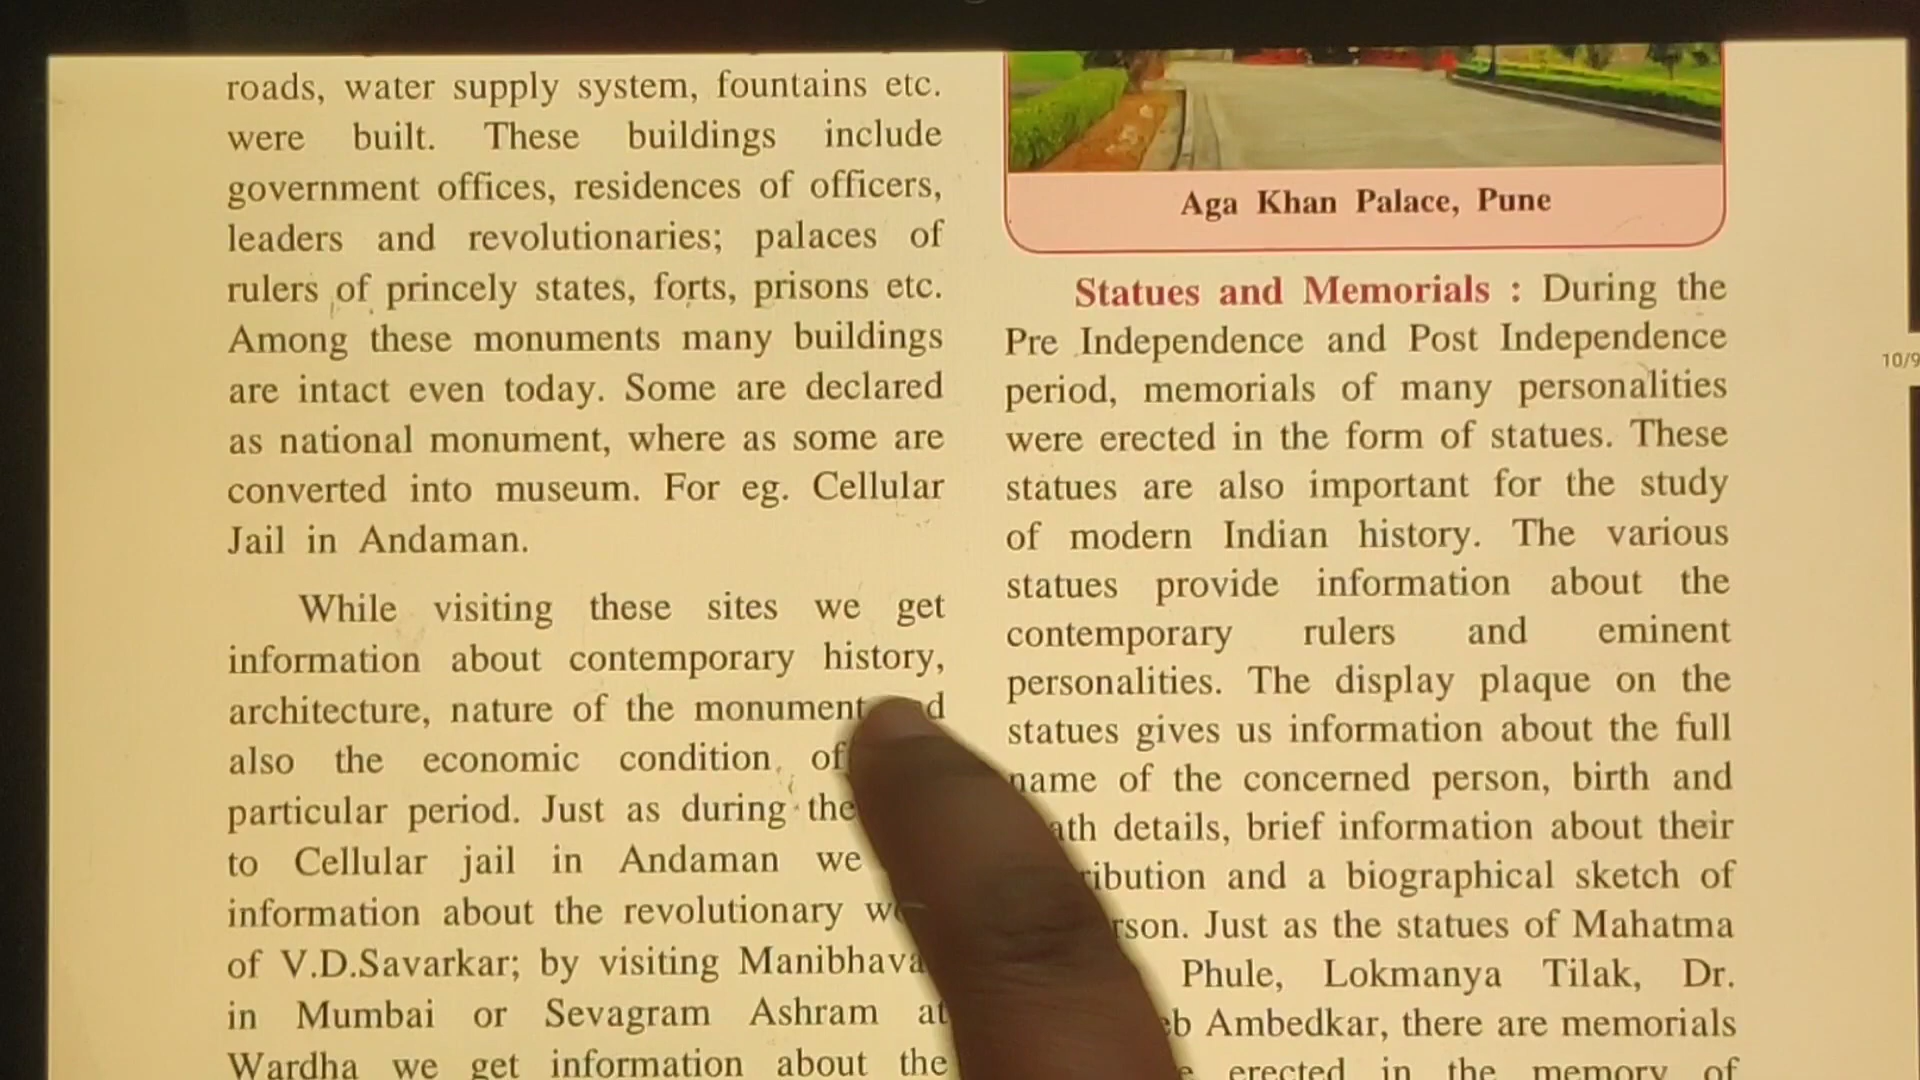 roads, water supply system, fountains etc.
were built. These buildings include
government offices, residences of officers,
leaders and revolutionaries; palaces of
rulers of princely states, forts, prisons etc.
Among these monuments many buildings
are intact even today. Some are declared
as national monument, where as some are
converted into museum. For eg. Cellular
Jail in Andaman.
While visiting these sites we get
information about contemporary history,
architecture, nature of the monument
also the economic condition of
particular period. Just as during the
to Cellular jail in Andaman we
information about the revolutionary
of V.D.Savarkar; by visiting
in Mumbai or Sevagram Ashram at
Wardha we get information about the
Aga Khan Palace, Pune
Statues and Memorials : During the
Pre Independence and Post Independence
period, memorials of many personalities
were erected in the form of statues. These
statues are also important for the study
of modern Indian history. The various
statues provide information about the
contemporary rulers and eminent
personalities. The display plaque on the
statues gives us information about the full
name of the concerned person, birth and
details, brief information about their
and a biographical sketch of
Just as the statues of Mahatma
Phule, Lokmanya Tilak, Dr.
Ambedkar, there are memorials
erected in the memory of
10/9